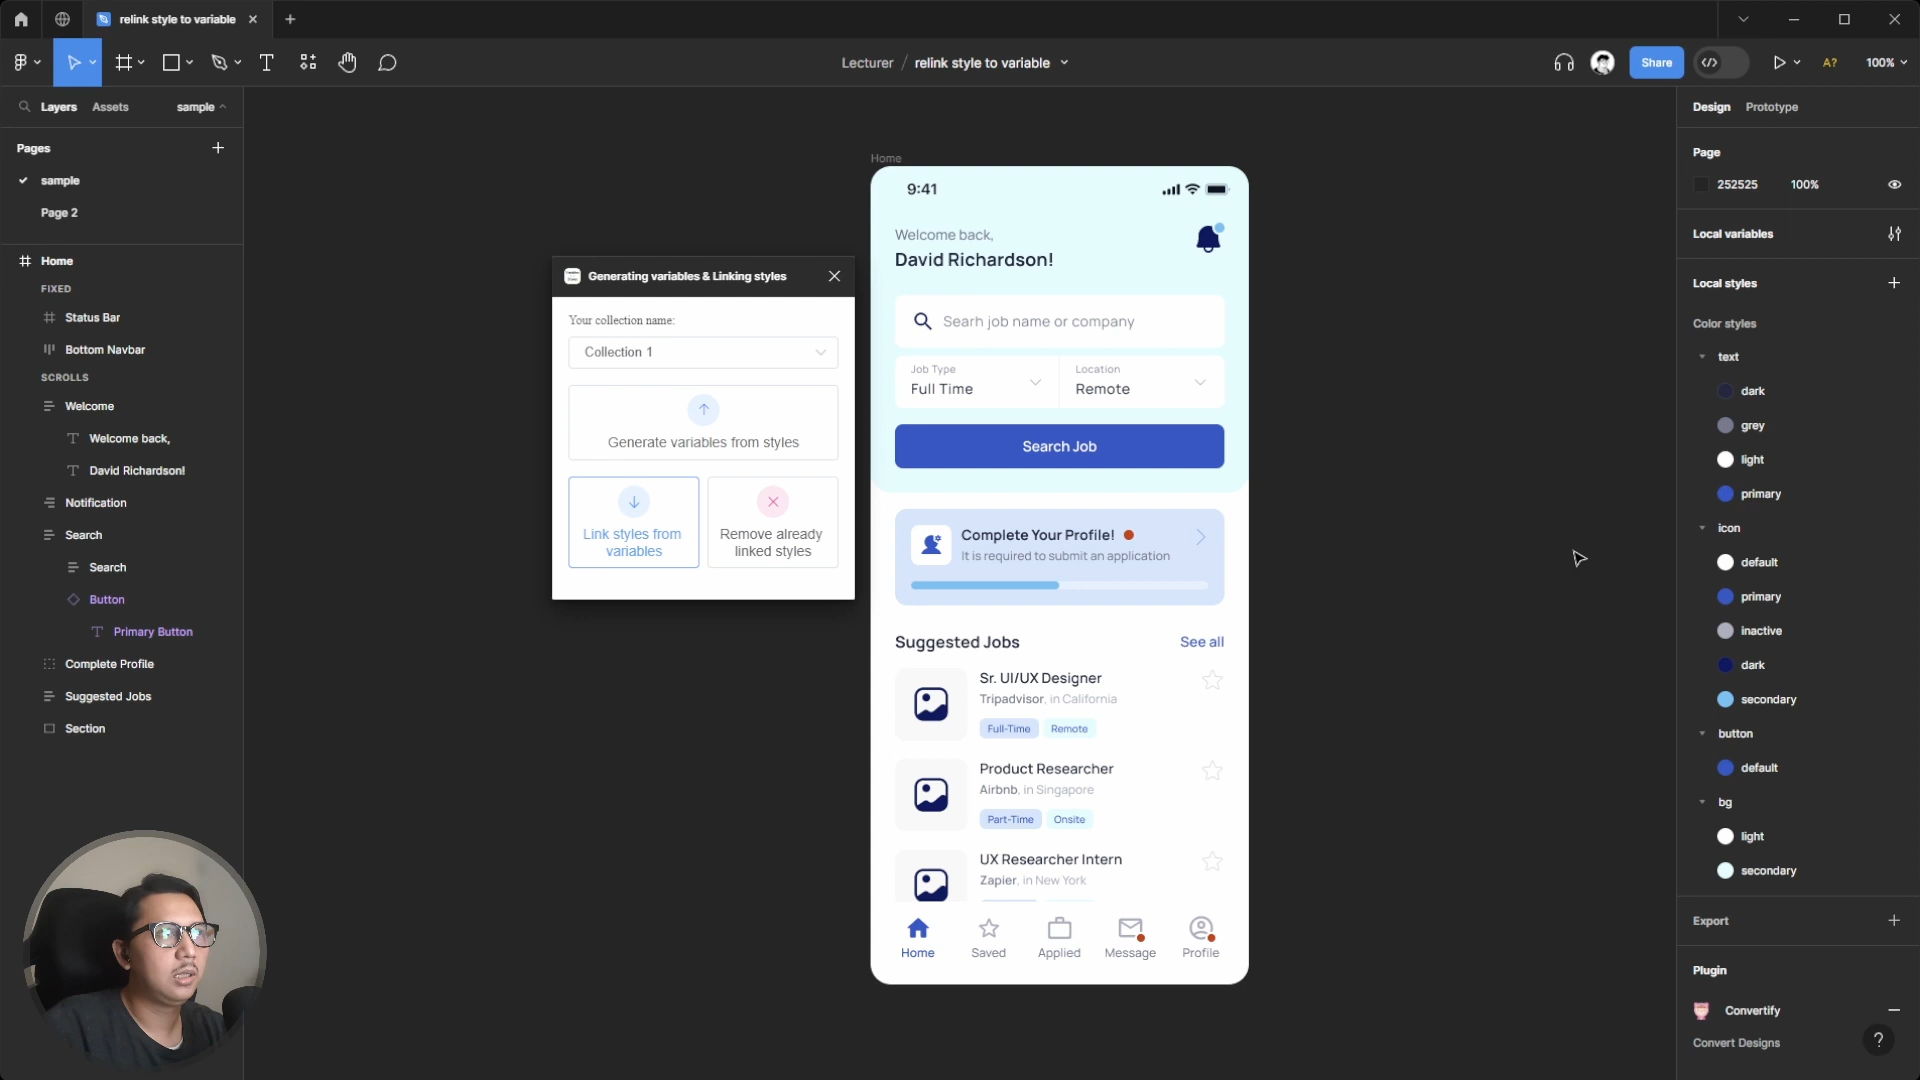 relink style to variable
Lecturer / relink style to variable
Share
A?
100%
Layers
Assets
sample
Pages
sample
Page 2
Home
FIXED
Status Bar
Bottom Navbar
SCROLLS
Welcome
Welcome back,
David Richardson!
Notification
Search
Search
Button
Primary Button
Complete Profile
Suggested Jobs
Section
Generating variables & Linking styles
Your collection name:
Collection 1
Generate variables from styles
Link styles from
variables
Remove already
linked styles
Home
9:41
Welcome back,
David Richardson!
Searh job name or company
Job Type
Full Time
Location
Remote
Search Job
Complete Your Profile!
It is required to submit an application
Suggested Jobs
See all
Sr. UI/UX Designer
Tripadvisor, in California
Full-Time
Remote
Product Researcher
Airbnb, in Singapore
Part-Time
Onsite
UX Researcher Intern
Zapier, in New York
Home
Saved
Applied
Message
Profile
Design
Prototype
Page
252525
100%
Local variables
Local styles
Color styles
text
dark
grey
light
primary
icon
default
primary
inactive
dark
secondary
button
default
bg
light
secondary
Export
Plugin
Convertify
Convert Designs
?